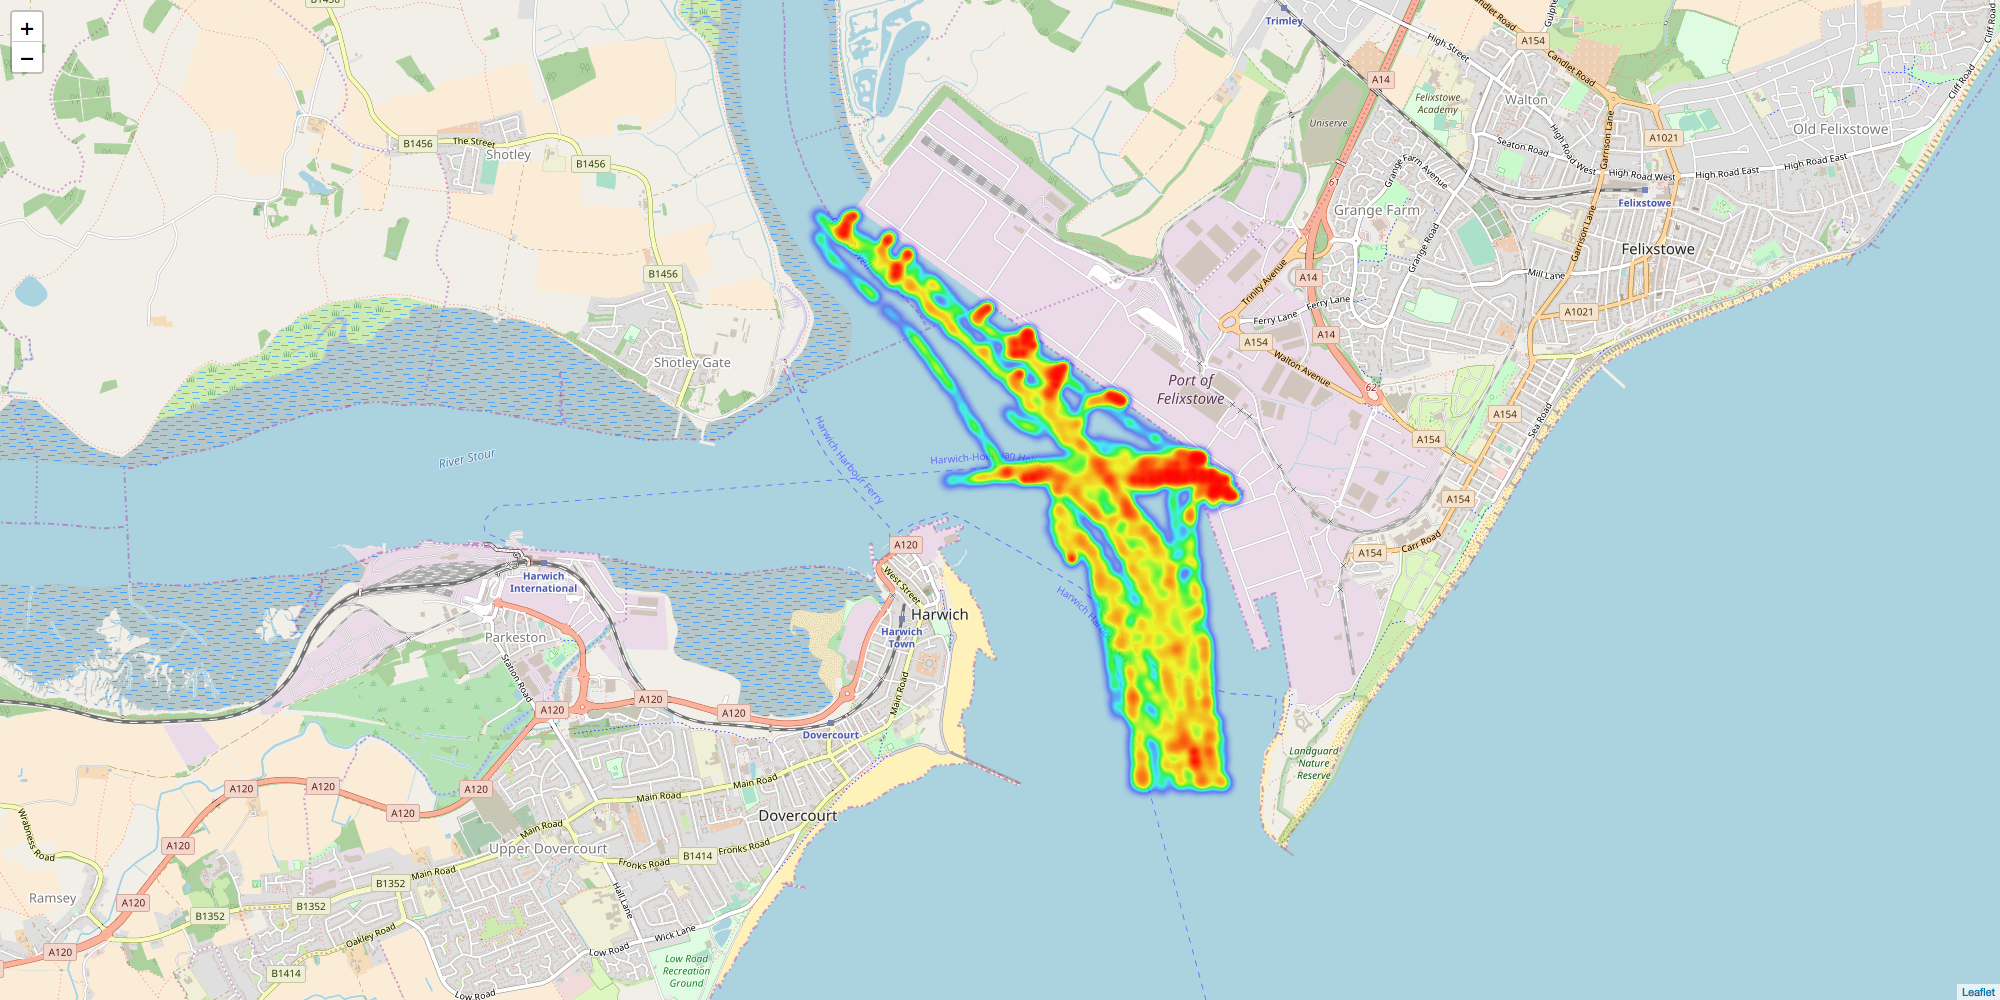 B1456
+
−
Trimley
Candlet Road
High Street
A154
Candlet Road
Cliff Road
A14
Felixstowe
Academy
Walton
Cliff Road
Uniserve
Garrison Lane
A1021
Old Felixstowe
B1456
The Street
Shotley
B1456
Seaton Road
High Road West
High Road West
High Road East
High Road East
Grange Farm Avenue
61
Felixstowe
Grange Farm
Garrison Lane
Grange Road
Felixstowe
B1456
Mill Lane
A14
Trinity Avenue
Ferry Lane
Ferry Lane
A1021
A14
A154
Walton Avenue
Shotley Gate
Port of
Felixstowe
62
A154
Sea Road
A154
Harwich Harbour Ferry
River Stour
A154
A154
Carr Road
A120
Harwich
International
West Street
Harwich
Harwich
Town
Parkeston
Station Road
Main Road
A120
A120
A120
Dovercourt
Landguard
Nature
Reserve
A120
A120
A120
A120
Main Road
Main Road
Dovercourt
Wrabness Road
A120
Main Road
Upper Dovercourt
Fronks Road
B1414
Fronks Road
Main Road
B1352
Ramsey
A120
B1352
B1352
Hall Lane
Oakley Road
Wick Lane
A120
Low Road
B1414
Low Road
Recreation
Ground
Low Road
Leaflet